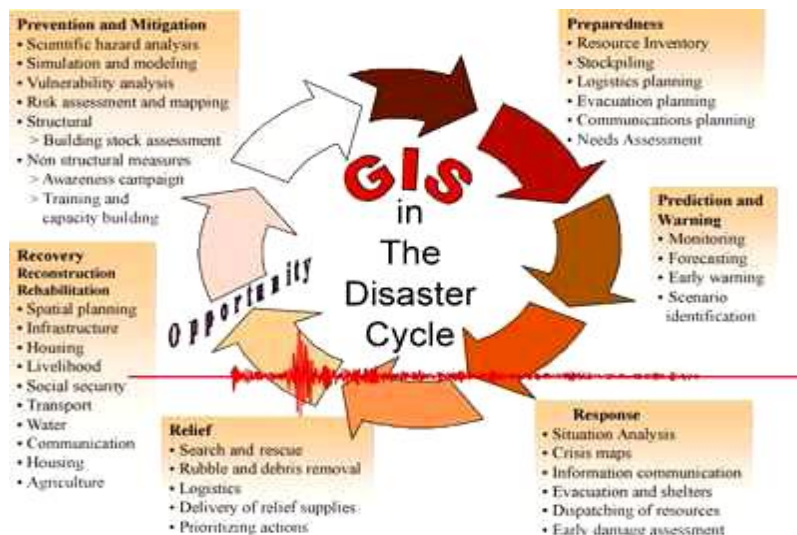 Prevention and Mitigation
• Scientific hazard analysis
• Simulation and modeling
• Vulnerability analysis
• Risk assessment and mapping
• Structural
> Building stock assessment
• Non structural measures
> Awareness campaign
> Training and
capacity building
Preparedness
• Resource Inventory
• Stockpiling
• Logistics planning
• Evacuation planning
• Communications planning
• Needs Assessment
GIS
in
The
Disaster
Cycle
Prediction and
Warning
• Monitoring
• Forecasting
• Early warning
• Scenario
identification
Opportunity
Recovery
Reconstruction
Rehabilitation
• Spatial planning
• Infrastructure
• Housing
• Livelihood
• Social security
• Transport
• Water
• Communication
• Housing
• Agriculture
Relief
• Search and rescue
• Rubble and debris removal
• Logistics
• Delivery of relief supplies
• Prioritizing actions
Response
• Situation Analysis
• Crisis maps
• Information communication
• Evacuation and shelters
• Dispatching of resources
• Early damage assessment